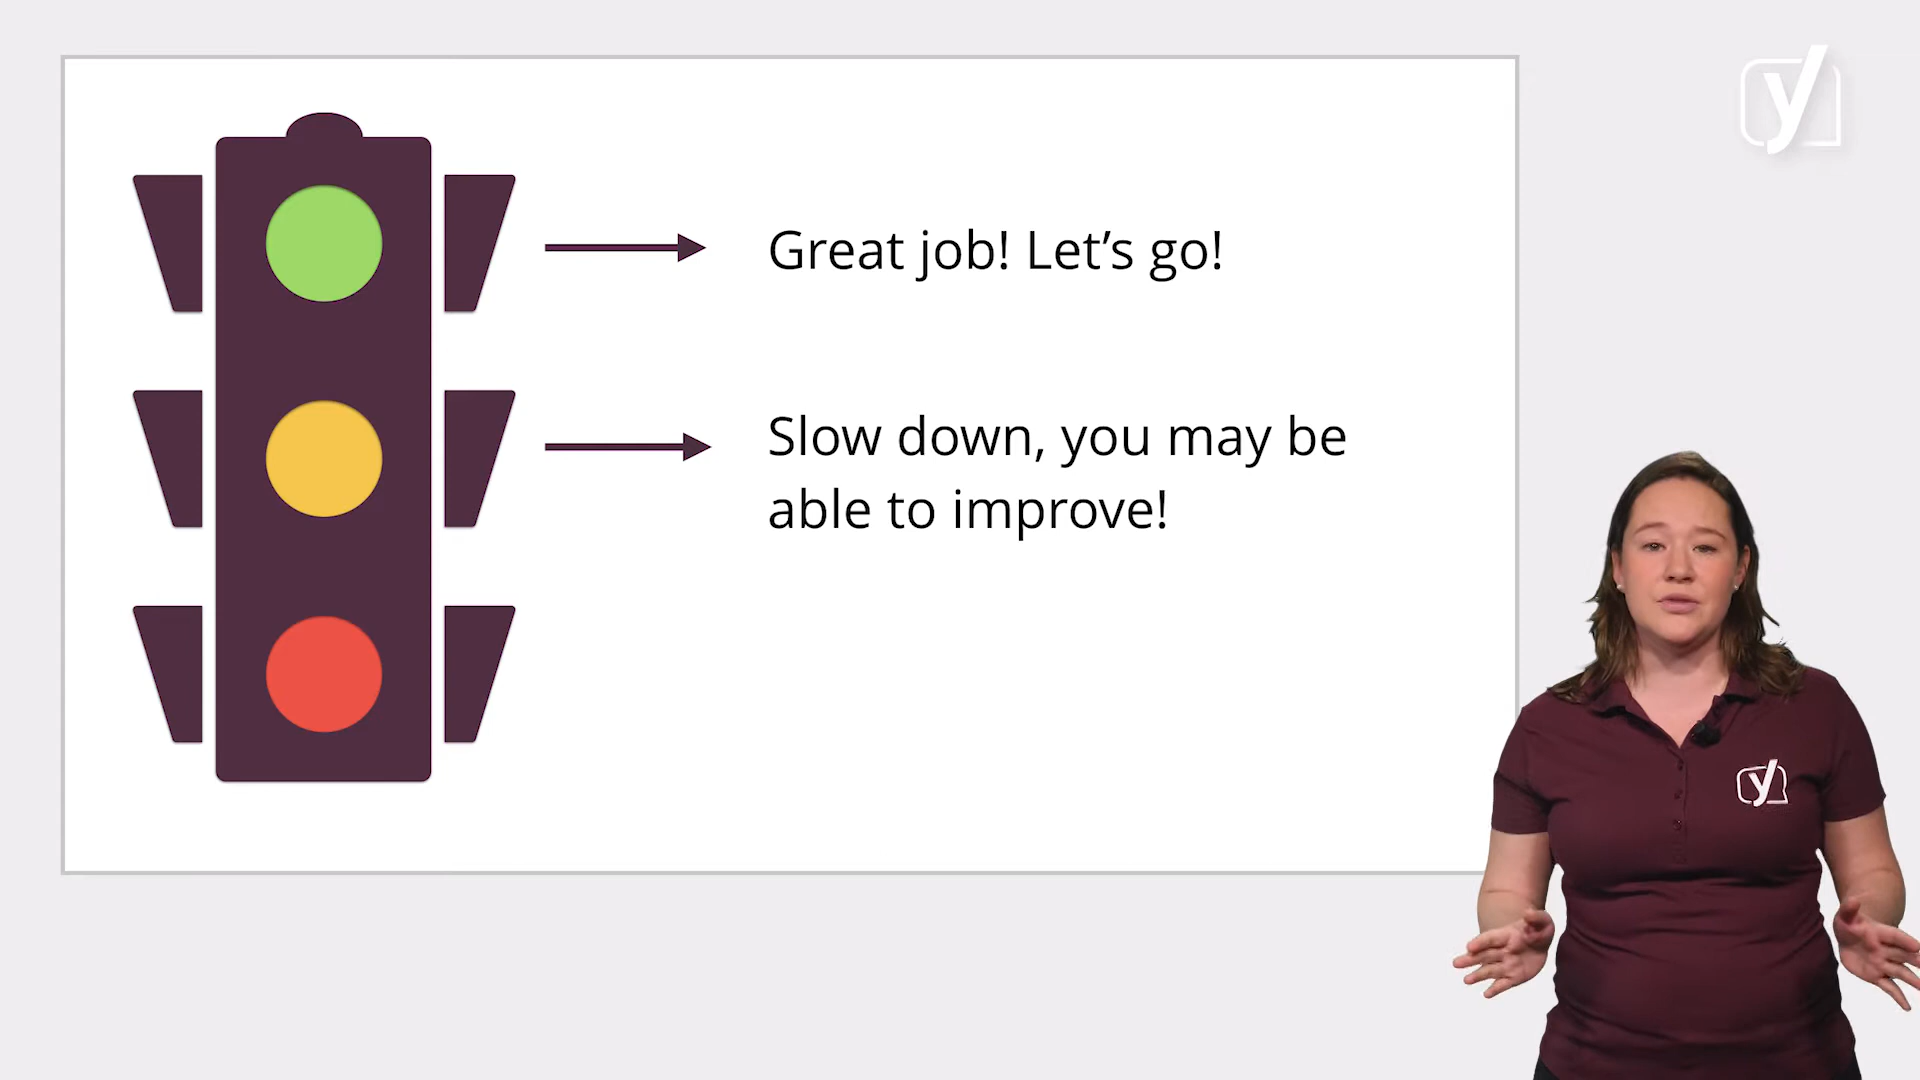 y
Great job! Let’s go!
Slow down, you may be
able to improve!
y